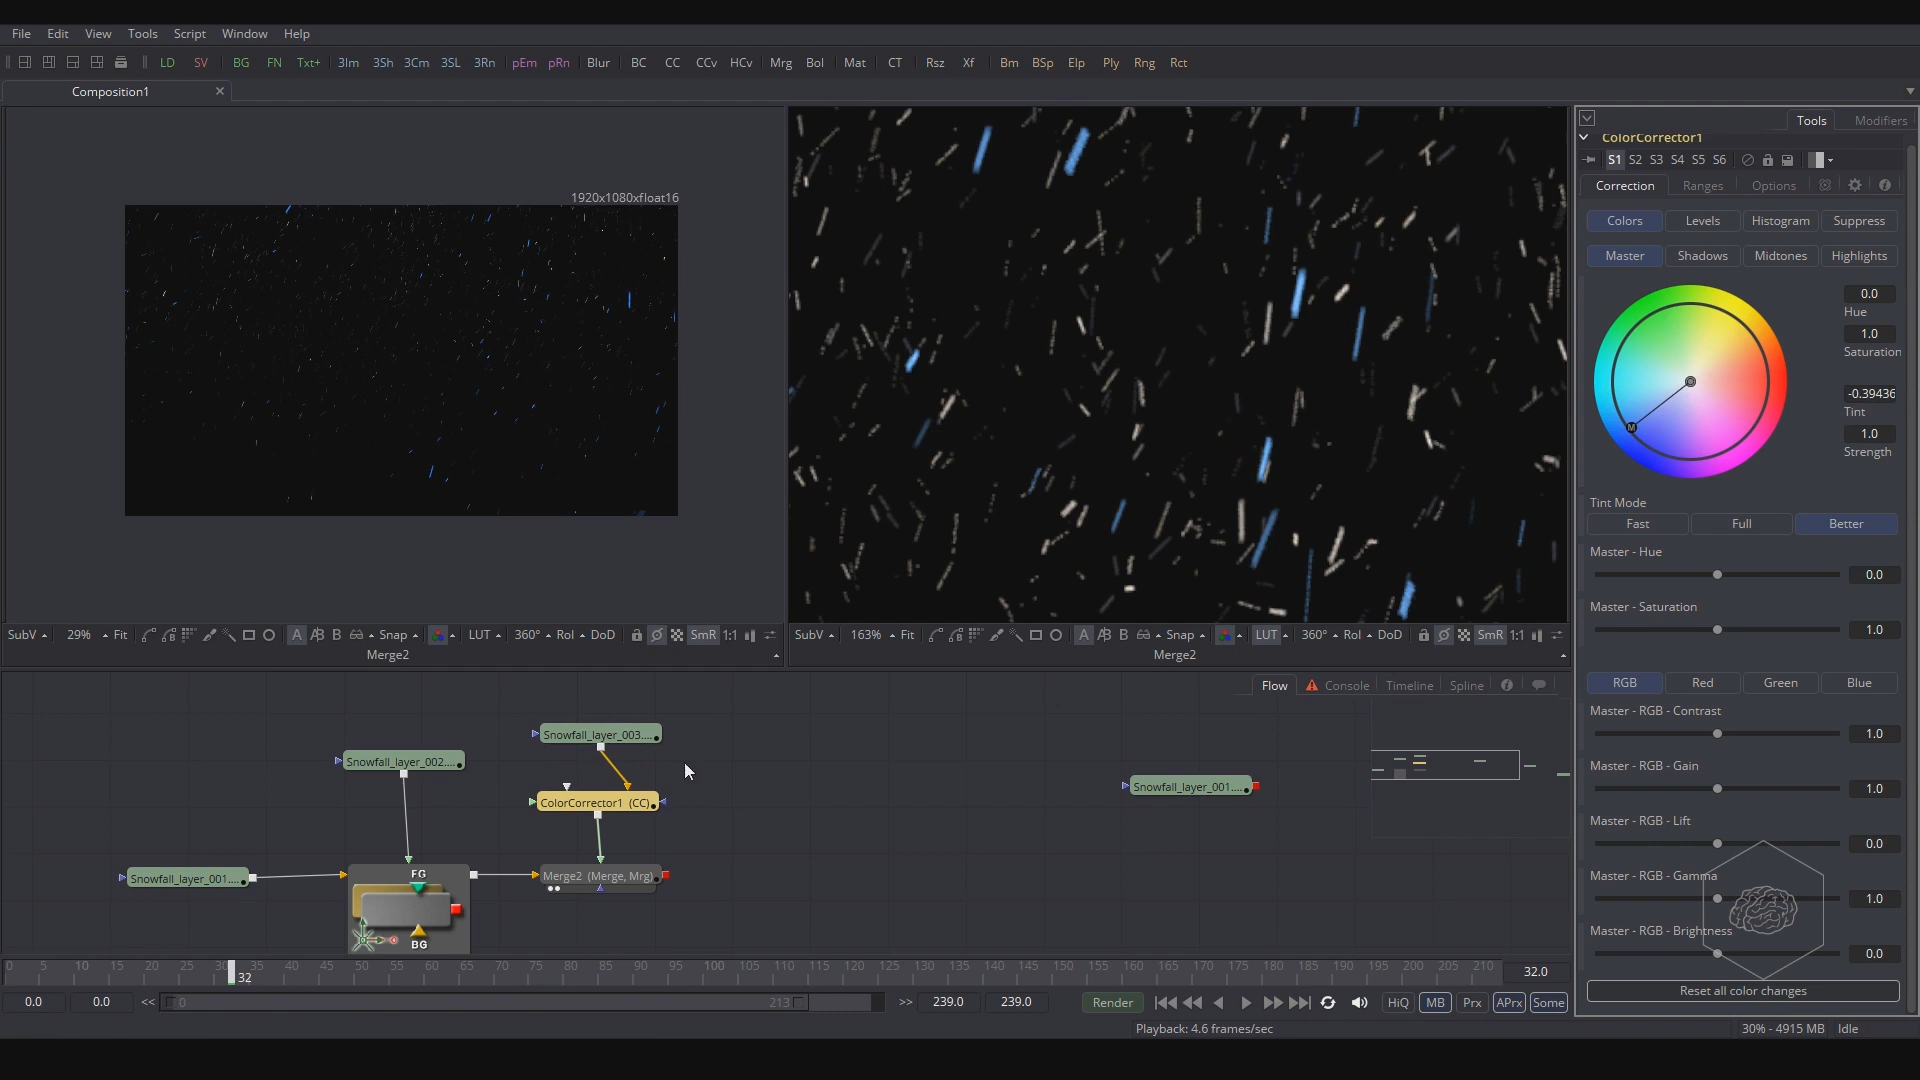 File Edit View Tools Script Window Help
LD SV BG FN Txt+ 3Im 3Sh 3Cm 3SL 3Rn pEm pRn Blur BC CC CCv HCv Mrg Bol Mat CT Rsz Xf Bm BSp Elp Ply Rng Rct
Composition1
Tools Modifiers
ColorCorrector1
S1 S2 S3 S4 S5 S6
Correction Ranges Options
1920x1080xfloat16
Colors Levels Histogram Suppress
Master Shadows Midtones Highlights
0.0
Hue
1.0
Saturation
-0.39436
Tint
M
1.0
Strength
Tint Mode
Fast Full Better
Master - Hue
0.0
Master - Saturation
1.0
SubV 29% Fit A B Snap LUT 360° RoI DoD SmR 1:1
Merge2
SubV 163% Fit A B Snap LUT 360° RoI DoD SmR 1:1
Merge2
RGB Red Green Blue
Master - RGB - Contrast
1.0
Master - RGB - Gain
1.0
Master - RGB - Lift
0.0
Master - RGB - Gamma
1.0
Master - RGB - Brightness
0.0
Reset all color changes
Flow Console Timeline Spline
Snowfall_layer_003....
Snowfall_layer_002....
ColorCorrector1 (CC)
Snowfall_layer_001....
Snowfall_layer_001....
FG
Merge2 (Merge, Mrg)
BG
0 5 10 15 20 25 30 35 40 45 50 55 60 65 70 75 80 85 90 95 100 105 110 115 120 125 130 135 140 145 150 155 160 165 170 175 180 185 190 195 200 205 210
32
32.0
0.0 0.0 << 0 213 >> 239.0 239.0 Render HiQ MB Prx APrx Some
Playback: 4.6 frames/sec
30% - 4915 MB Idle